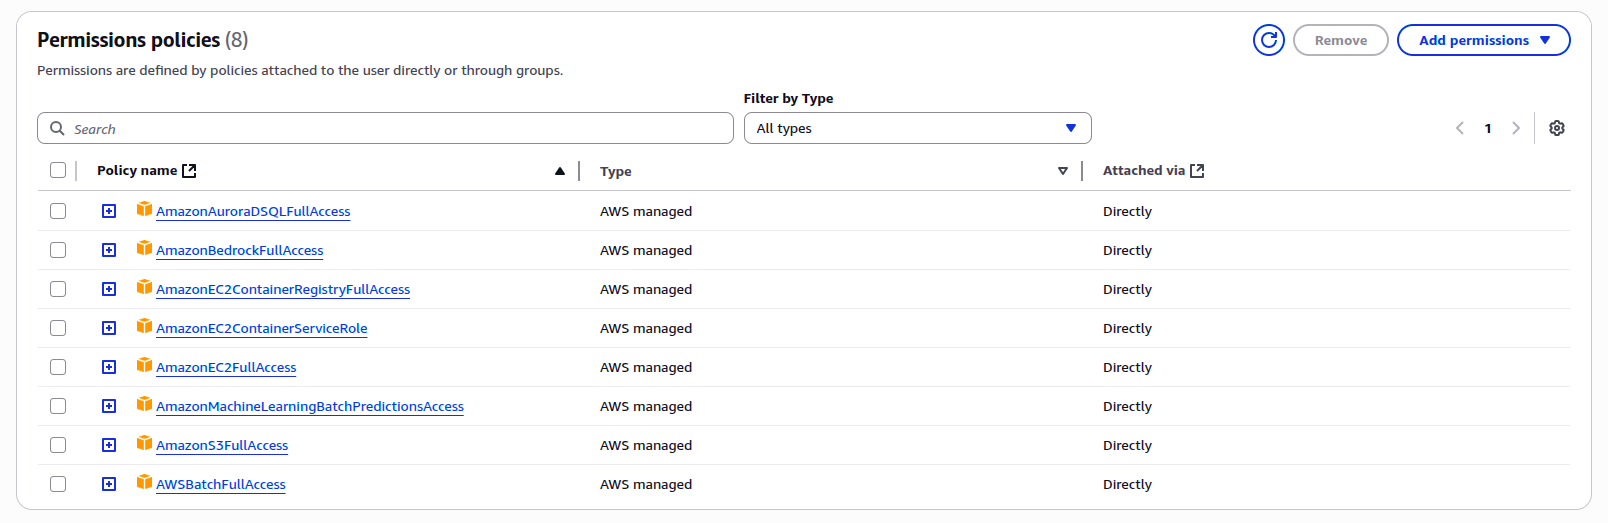 Permissions policies (8)
Remove
Add permissions
Permissions are defined by policies attached to the user directly or through groups.
Filter by Type
Search
All types
1
Policy name Type Attached via
AmazonAuroraDSQLFullAccess AWS managed Directly
AmazonBedrockFullAccess AWS managed Directly
AmazonEC2ContainerRegistryFullAccess AWS managed Directly
AmazonEC2ContainerServiceRole AWS managed Directly
AmazonEC2FullAccess AWS managed Directly
AmazonMachineLearningBatchPredictionsAccess AWS managed Directly
AmazonS3FullAccess AWS managed Directly
AWSBatchFullAccess AWS managed Directly